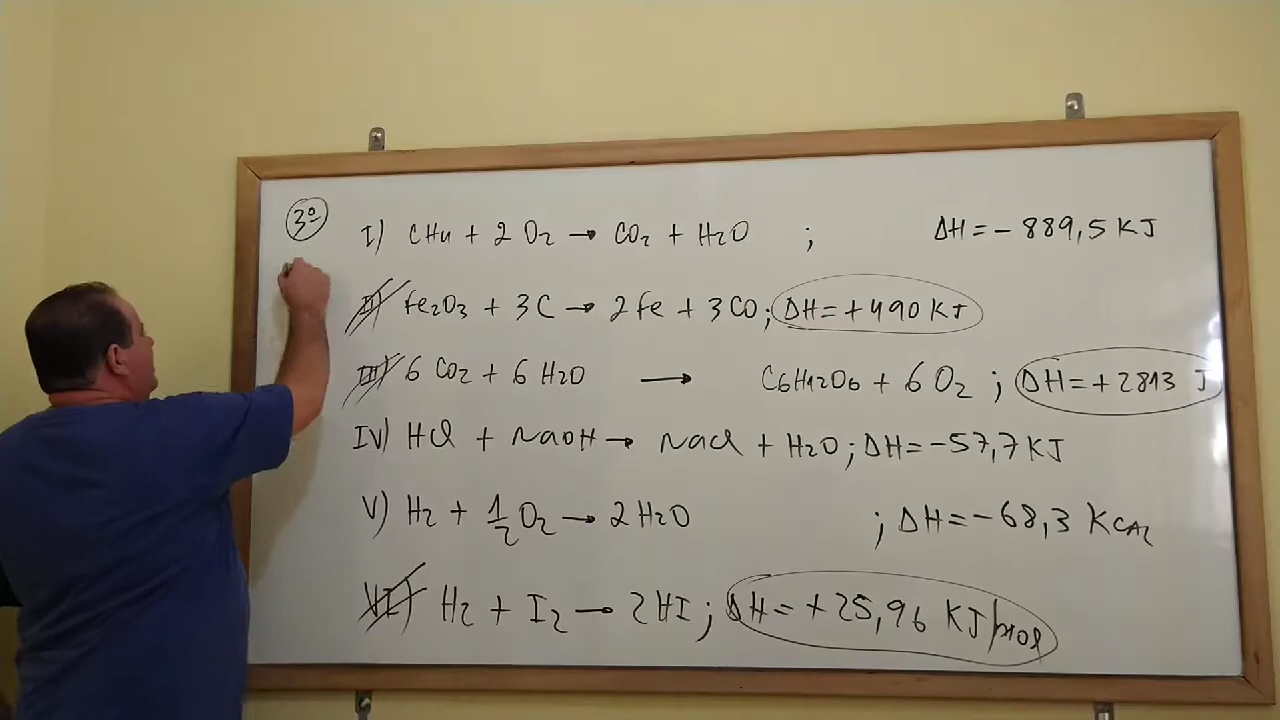 3º
I) CH4 + 2 O2 → CO2 + H2O ; ΔH = - 889,5 KJ
II) Fe2O3 + 3 C → 2 Fe + 3 CO; ΔH = + 490 KJ
III) 6 CO2 + 6 H2O → C6H12O6 + 6 O2 ; ΔH = + 2813 J
IV) HCl + NaOH → NaCl + H2O ; ΔH = - 57,7 KJ
V) H2 + 1/2 O2 → 2 H2O ; ΔH = - 68,3 Kcal
VI) H2 + I2 → 2 HI ; ΔH = + 25,96 KJ/mol